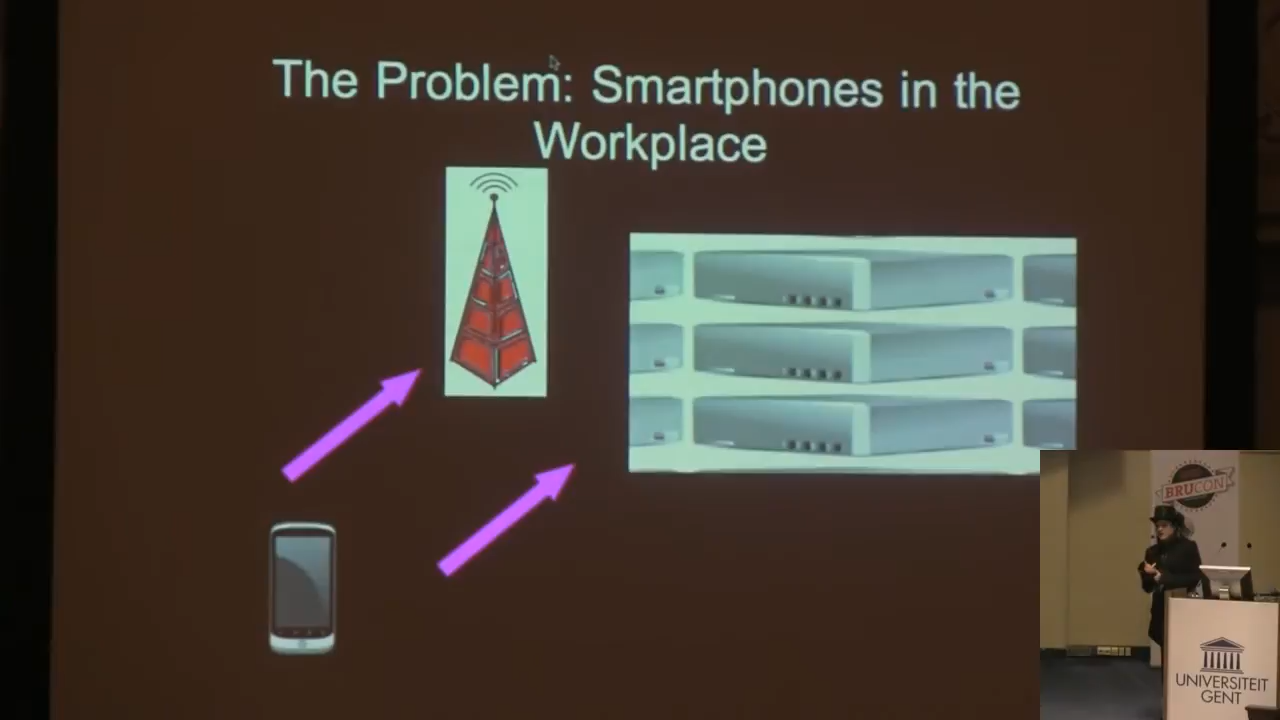 The Problem: Smartphones in the
Workplace
BRUCON
UNIVERSITEIT
GENT